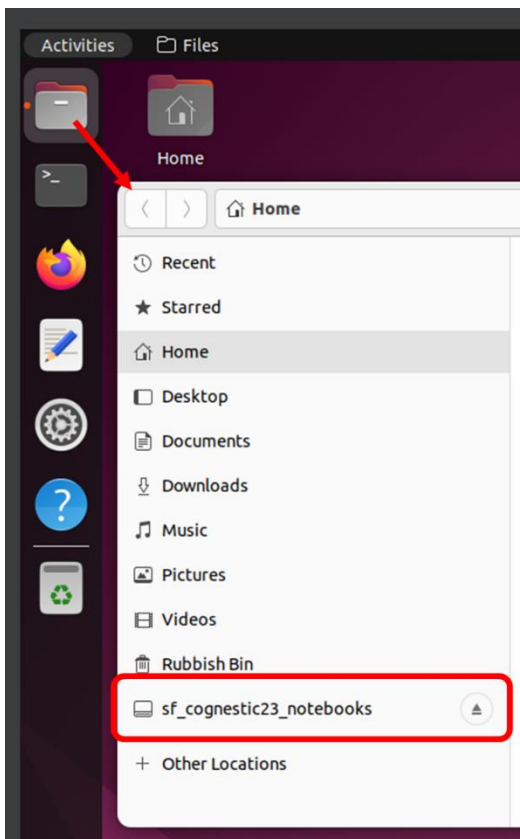 Activities Files
Home
>_
Home
Recent
Starred
Home
Desktop
Documents
Downloads
Music
Pictures
Videos
Rubbish Bin
sf_cognestic23_notebooks
+ Other Locations
?